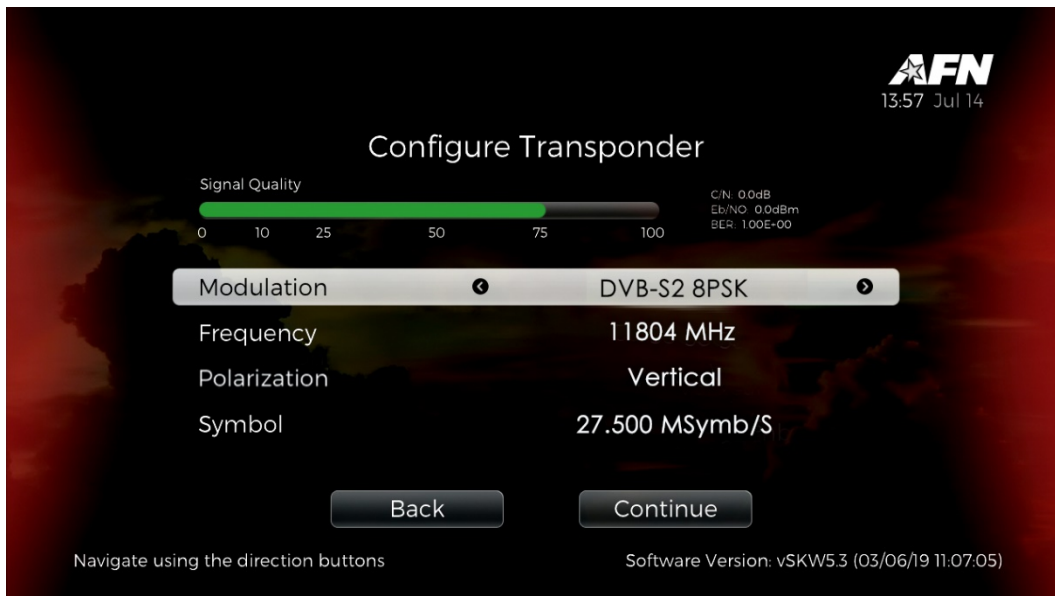 AFN
13:57 Jul 14
Configure Transponder
Signal Quality
C/N: 0.0dB
Eb/NO: 0.0dBm
BER: 1.00E+00
0 10 25 50 75 100
Modulation DVB-S2 8PSK
Frequency 11804 MHz
Polarization Vertical
Symbol 27.500 MSymb/S
Back Continue
Navigate using the direction buttons Software Version: vSKW5.3 (03/06/19 11:07:05)